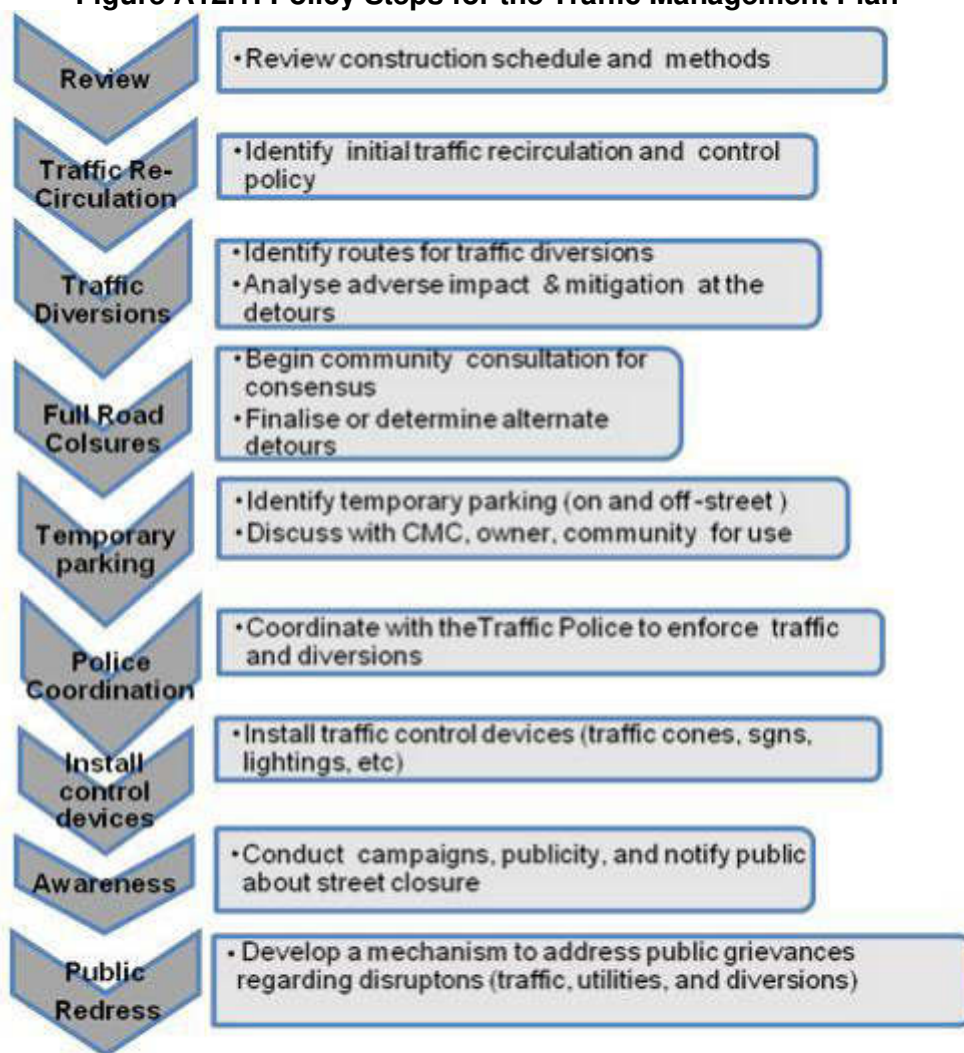 Figure A12.1: Policy Steps for the Traffic Management Plan
Review
• Review construction schedule and methods
Traffic Re-
Circulation
• Identify initial traffic recirculation and control
policy
Traffic
Diversions
• Identify routes for traffic diversions
• Analyse adverse impact & mitigation at the
detours
Full Road
Colsures
• Begin community consultation for
consensus
• Finalise or determine alternate
detours
Temporary
parking
• Identify temporary parking (on and off-street )
• Discuss with CMC, owner, community for use
Police
Coordination
• Coordinate with theTraffic Police to enforce traffic
and diversions
Install
control
devices
• Install traffic control devices (traffic cones, sgns,
lightings, etc)
Awareness
• Conduct campaigns, publicity, and notify public
about street closure
Public
Redress
• Develop a mechanism to address public grievances
regarding disruptons (traffic, utilities, and diversions)